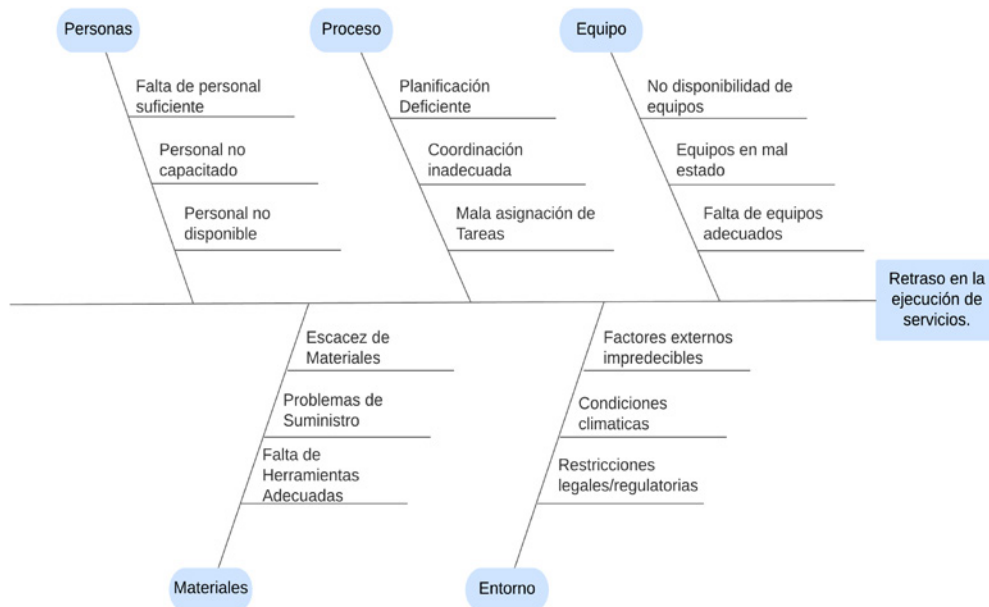 Personas
Proceso
Equipo
Falta de personal
suficiente
Personal no
capacitado
Personal no
disponible
Planificación
Deficiente
Coordinación
inadecuada
Mala asignación de
Tareas
No disponibilidad de
equipos
Equipos en mal
estado
Falta de equipos
adecuados
Retraso en la
ejecución de
servicios.
Escacez de
Materiales
Problemas de
Suministro
Falta de
Herramientas
Adecuadas
Factores externos
impredecibles
Condiciones
climaticas
Restricciones
legales/regulatorias
Materiales
Entorno